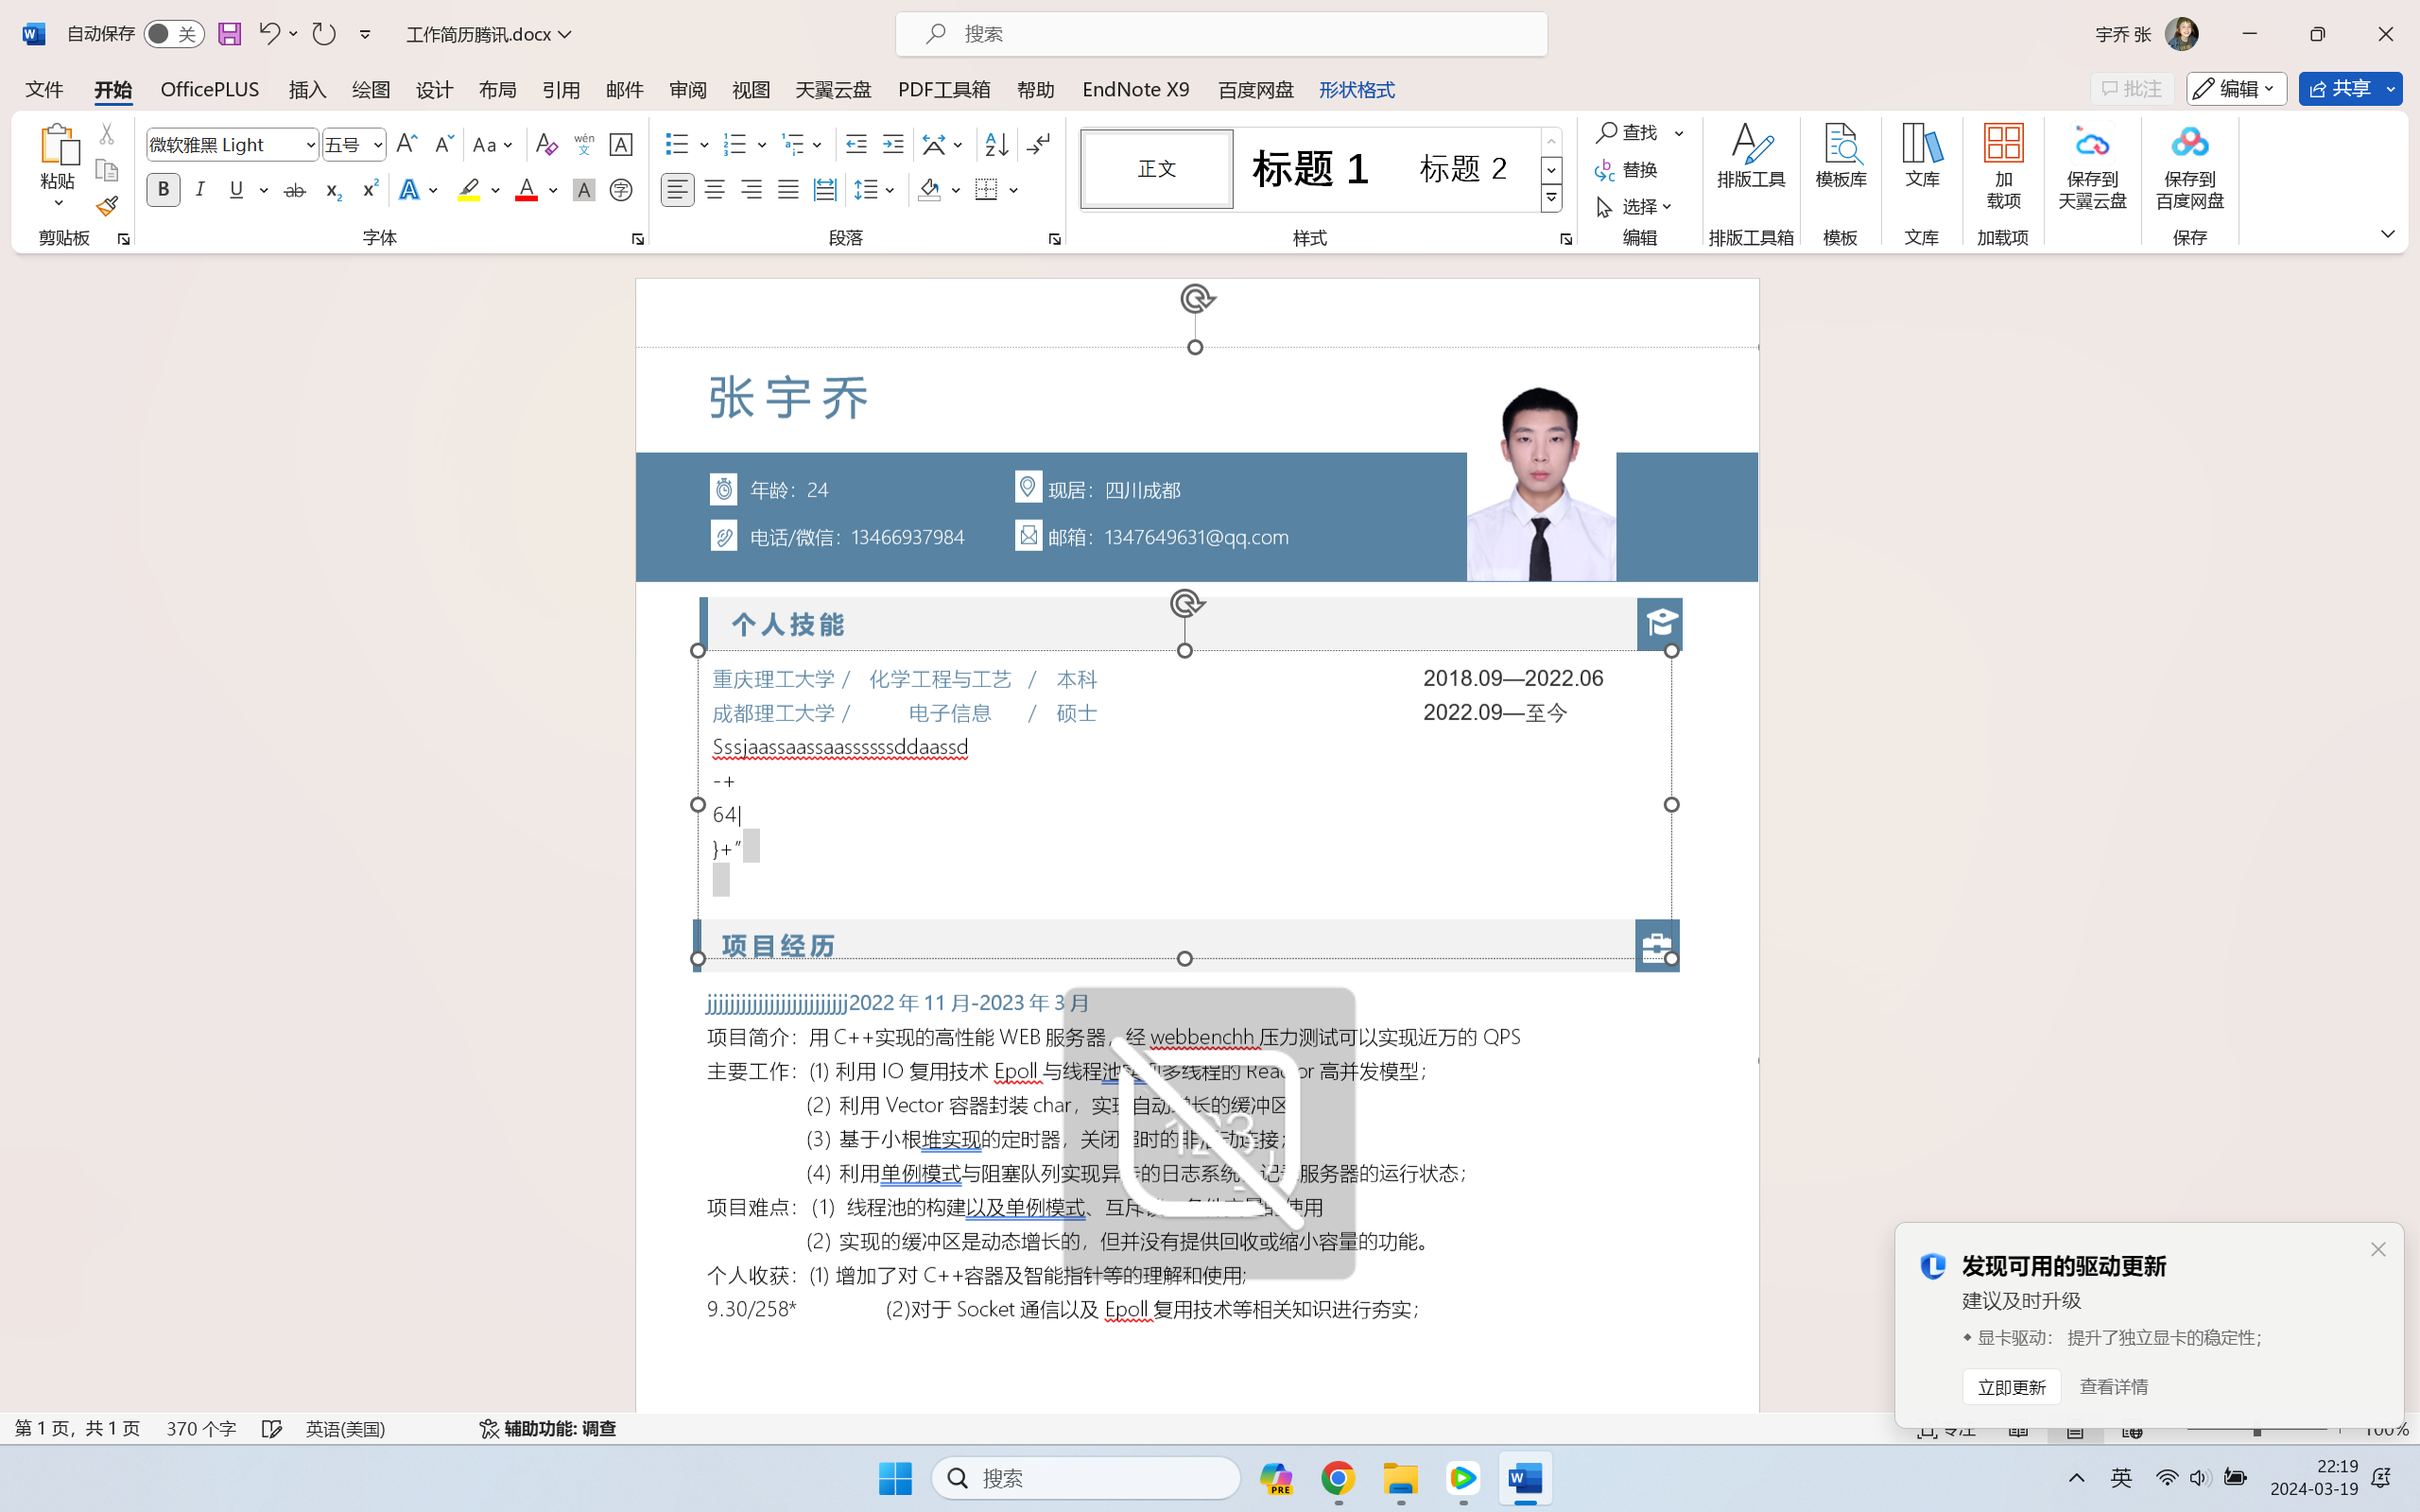 自动保存 关 工作简历腾讯.docx 搜索 宇乔 张
文件 开始 OfficePLUS 插入 绘图 设计 布局 引用 邮件 审阅 视图 天翼云盘 PDF工具箱 帮助 EndNote X9 百度网盘 形状格式 批注 编辑 共享
粘贴 微软雅黑 Light 五号 正文 标题 1 标题 2 查找 替换 选择 排版工具 模板库 文库 加载项 保存到天翼云盘 保存到百度网盘
剪贴板 字体 段落 样式 编辑 排版工具箱 模板 文库 加载项 保存
张宇乔
年龄：24 现居：四川成都
电话/微信：13466937984 邮箱：1347649631@qq.com
个人技能
重庆理工大学 / 化学工程与工艺 / 本科 2018.09—2022.06
成都理工大学 / 电子信息 / 硕士 2022.09—至今
Sssjaassaassaassssssddaassd
-+
64
}+”
项目经历
2022 年 11 月-2023 年 3 月
项目简介：用 C++实现的高性能 WEB 服务器，经 webbenchh 压力测试可以实现近万的 QPS
主要工作：(1) 利用 IO 复用技术 Epoll 与线程池实现多线程的 Reactor 高并发模型；
(2) 利用 Vector 容器封装 char，实现自动增长的缓冲区
(3) 基于小根堆实现的定时器，关闭超时的非活动连接；
(4) 利用单例模式与阻塞队列实现异步的日志系统，记录服务器的运行状态；
项目难点：(1) 线程池的构建以及单例模式、互斥 使用
(2) 实现的缓冲区是动态增长的，但并没有提供回收或缩小容量的功能。
个人收获：(1) 增加了对 C++容器及智能指针等的理解和使用；
9.30/258* (2)对于 Socket 通信以及 Epoll 复用技术等相关知识进行夯实；
123
发现可用的驱动更新
建议及时升级
显卡驱动： 提升了独立显卡的稳定性；
立即更新 查看详情
第 1 页，共 1 页 370 个字 英语(美国) 辅助功能: 调查 专注 100%
搜索 PRE 英 22:19
2024-03-19